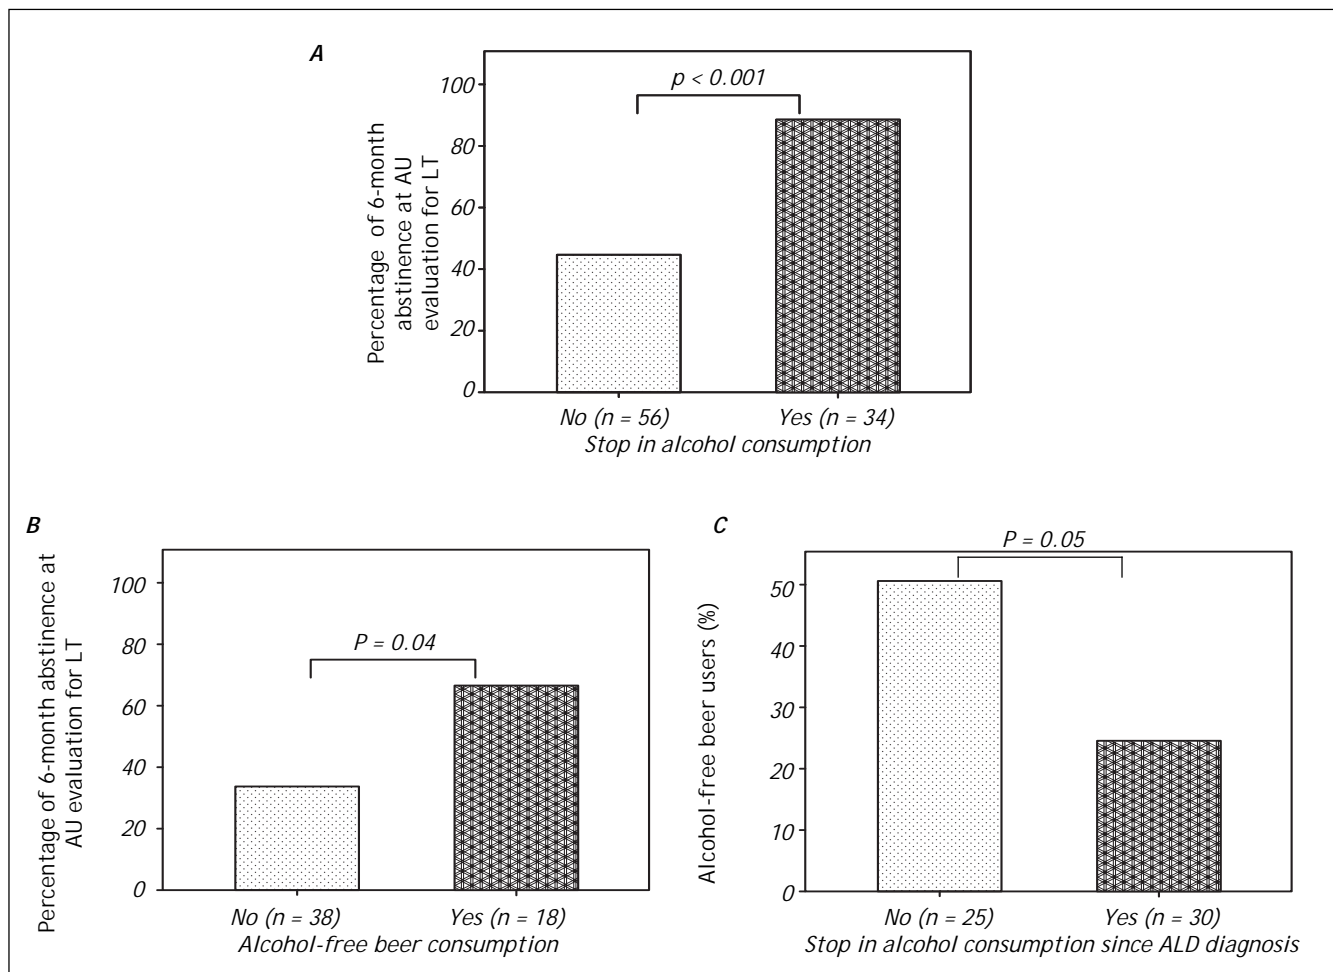 A
p < 0.001
Percentage of 6-month
abstinence at AU
evaluation for LT
100
80
60
40
20
0
No (n = 56)
Yes (n = 34)
Stop in alcohol consumption
B
P = 0.04
Percentage of 6-month abstinence at
AU evaluation for LT
100
80
60
40
20
0
No (n = 38)
Yes (n = 18)
Alcohol-free beer consumption
C
P = 0.05
Alcohol-free beer users (%)
50
40
30
20
10
0
No (n = 25)
Yes (n = 30)
Stop in alcohol consumption since ALD diagnosis